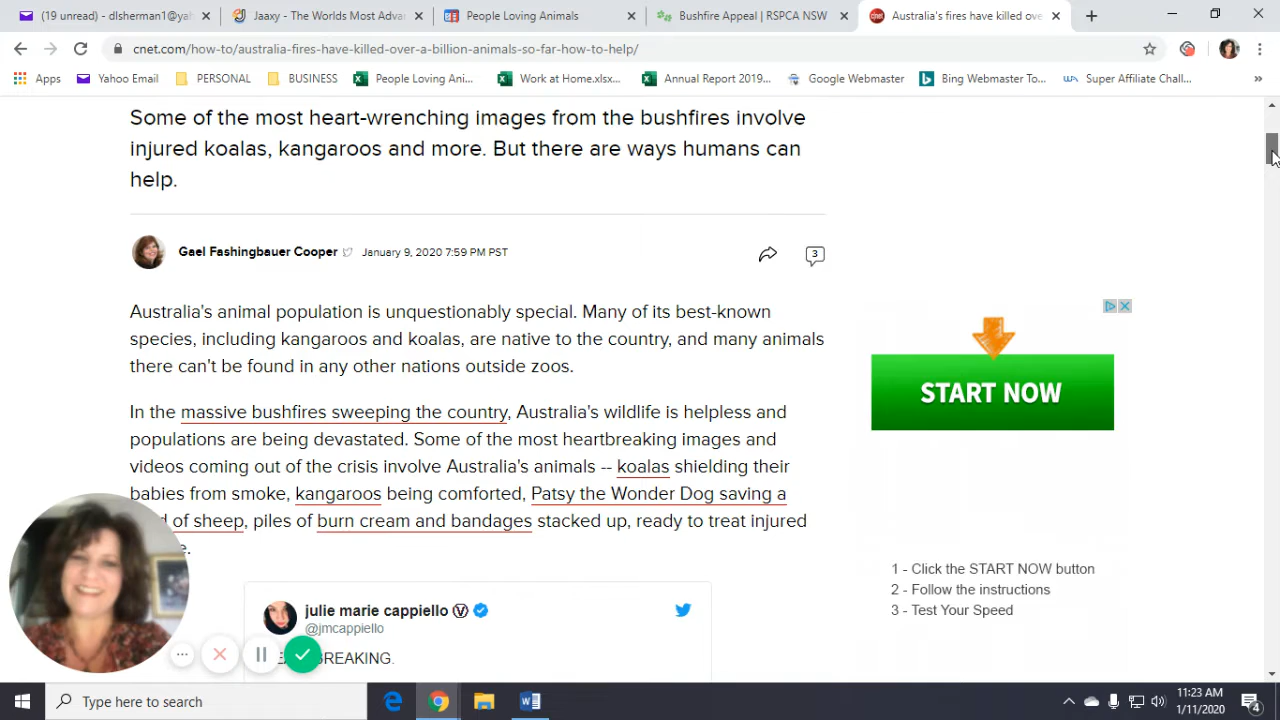 (19 unread) - dlsherman1@yal
Jaaxy - The Worlds Most Advan
People Loving Animals
Bushfire Appeal | RSPCA NSW
Australia's fires have killed over
cnet.com/how-to/australia-fires-have-killed-over-a-billion-animals-so-far-how-to-help/
Apps
Yahoo Email
PERSONAL
BUSINESS
People Loving Ani...
Work at Home.xlsx...
Annual Report 2019...
Google Webmaster
Bing Webmaster To...
Super Affiliate Chall...
»
Some of the most heart-wrenching images from the bushfires involve
injured koalas, kangaroos and more. But there are ways humans can
help.
Gael Fashingbauer Cooper January 9, 2020 7:59 PM PST
3
Australia's animal population is unquestionably special. Many of its best-known
species, including kangaroos and koalas, are native to the country, and many animals
there can't be found in any other nations outside zoos.
In the massive bushfires sweeping the country, Australia's wildlife is helpless and
populations are being devastated. Some of the most heartbreaking images and
videos coming out of the crisis involve Australia's animals -- koalas shielding their
babies from smoke, kangaroos being comforted, Patsy the Wonder Dog saving a
of sheep, piles of burn cream and bandages stacked up, ready to treat injured
START NOW
1 - Click the START NOW button
2 - Follow the instructions
3 - Test Your Speed
julie marie cappiello Ⓥ
@jmcappiello
BREAKING.
Type here to search
11:23 AM
1/11/2020
4